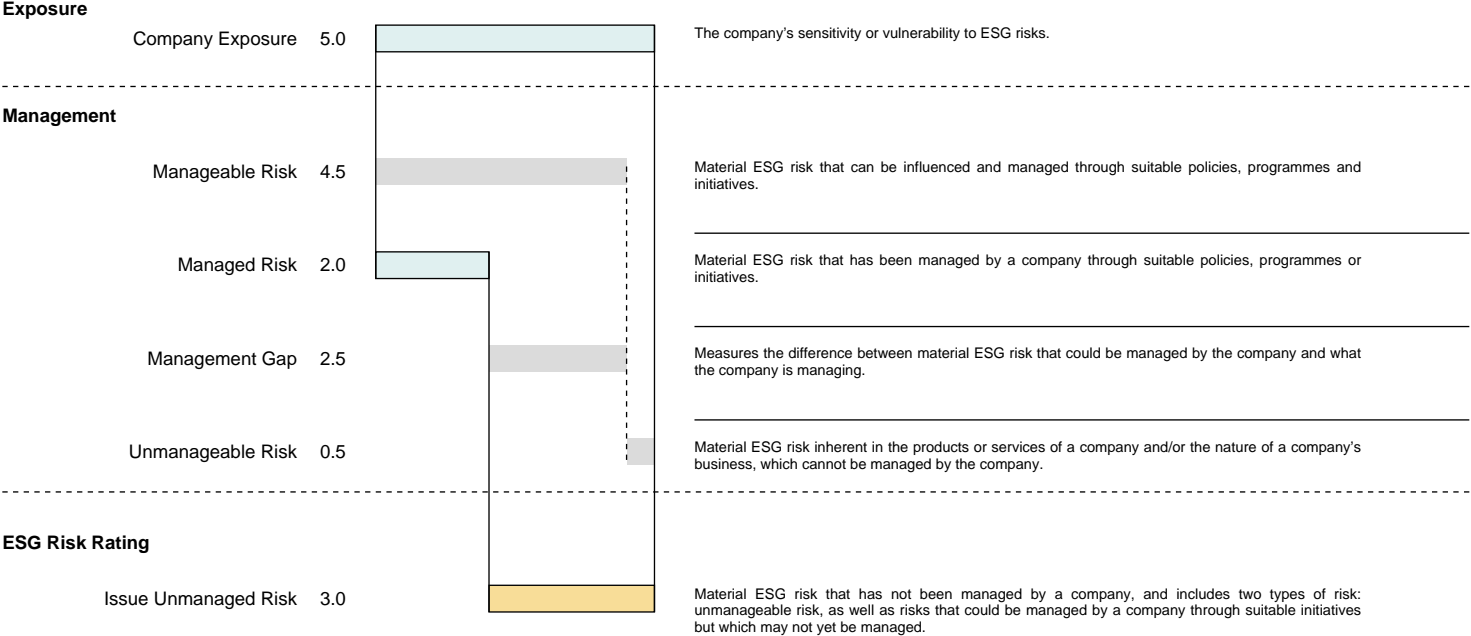 Exposure
Company Exposure 5.0
The company’s sensitivity or vulnerability to ESG risks.
Management
Manageable Risk 4.5
Material ESG risk that can be influenced and managed through suitable policies, programmes and
initiatives.
Managed Risk 2.0
Material ESG risk that has been managed by a company through suitable policies, programmes or
initiatives.
Management Gap 2.5
Measures the difference between material ESG risk that could be managed by the company and what
the company is managing.
Unmanageable Risk 0.5
Material ESG risk inherent in the products or services of a company and/or the nature of a company’s
business, which cannot be managed by the company.
ESG Risk Rating
Issue Unmanaged Risk 3.0
Material ESG risk that has not been managed by a company, and includes two types of risk:
unmanageable risk, as well as risks that could be managed by a company through suitable initiatives
but which may not yet be managed.